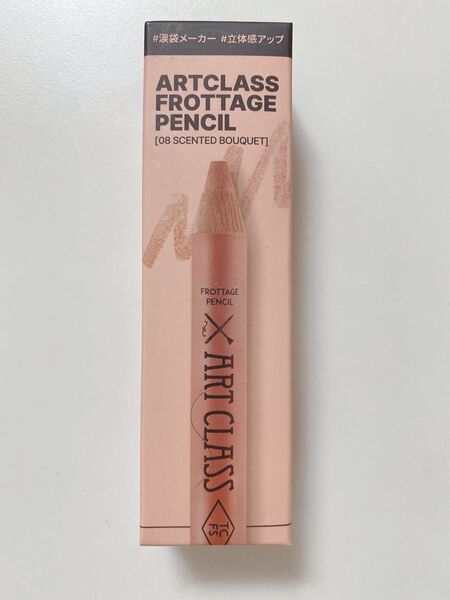 #涙袋メーカー #立体感アップ
ARTCLASS
FROTTAGE
PENCIL
[08 SCENTED BOUQUET]
FROTTAGE
PENCIL
ART CLASS
TC
FS